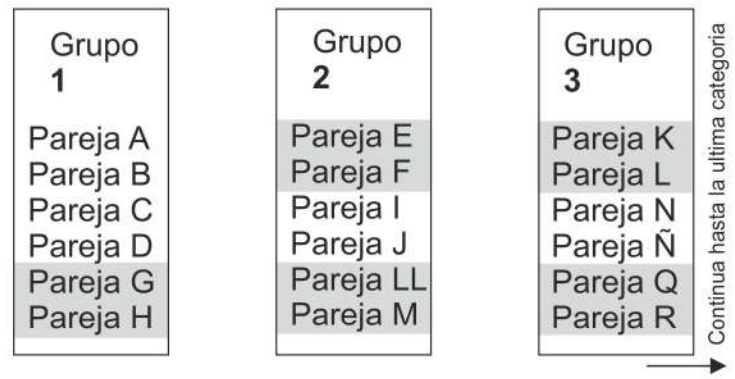 Grupo
1
Pareja A
Pareja B
Pareja C
Pareja D
Pareja G
Pareja H
Grupo
2
Pareja E
Pareja F
Pareja I
Pareja J
Pareja LL
Pareja M
Grupo
3
Pareja K
Pareja L
Pareja N
Pareja Ñ
Pareja Q
Pareja R
Continua hasta la ultima categoria